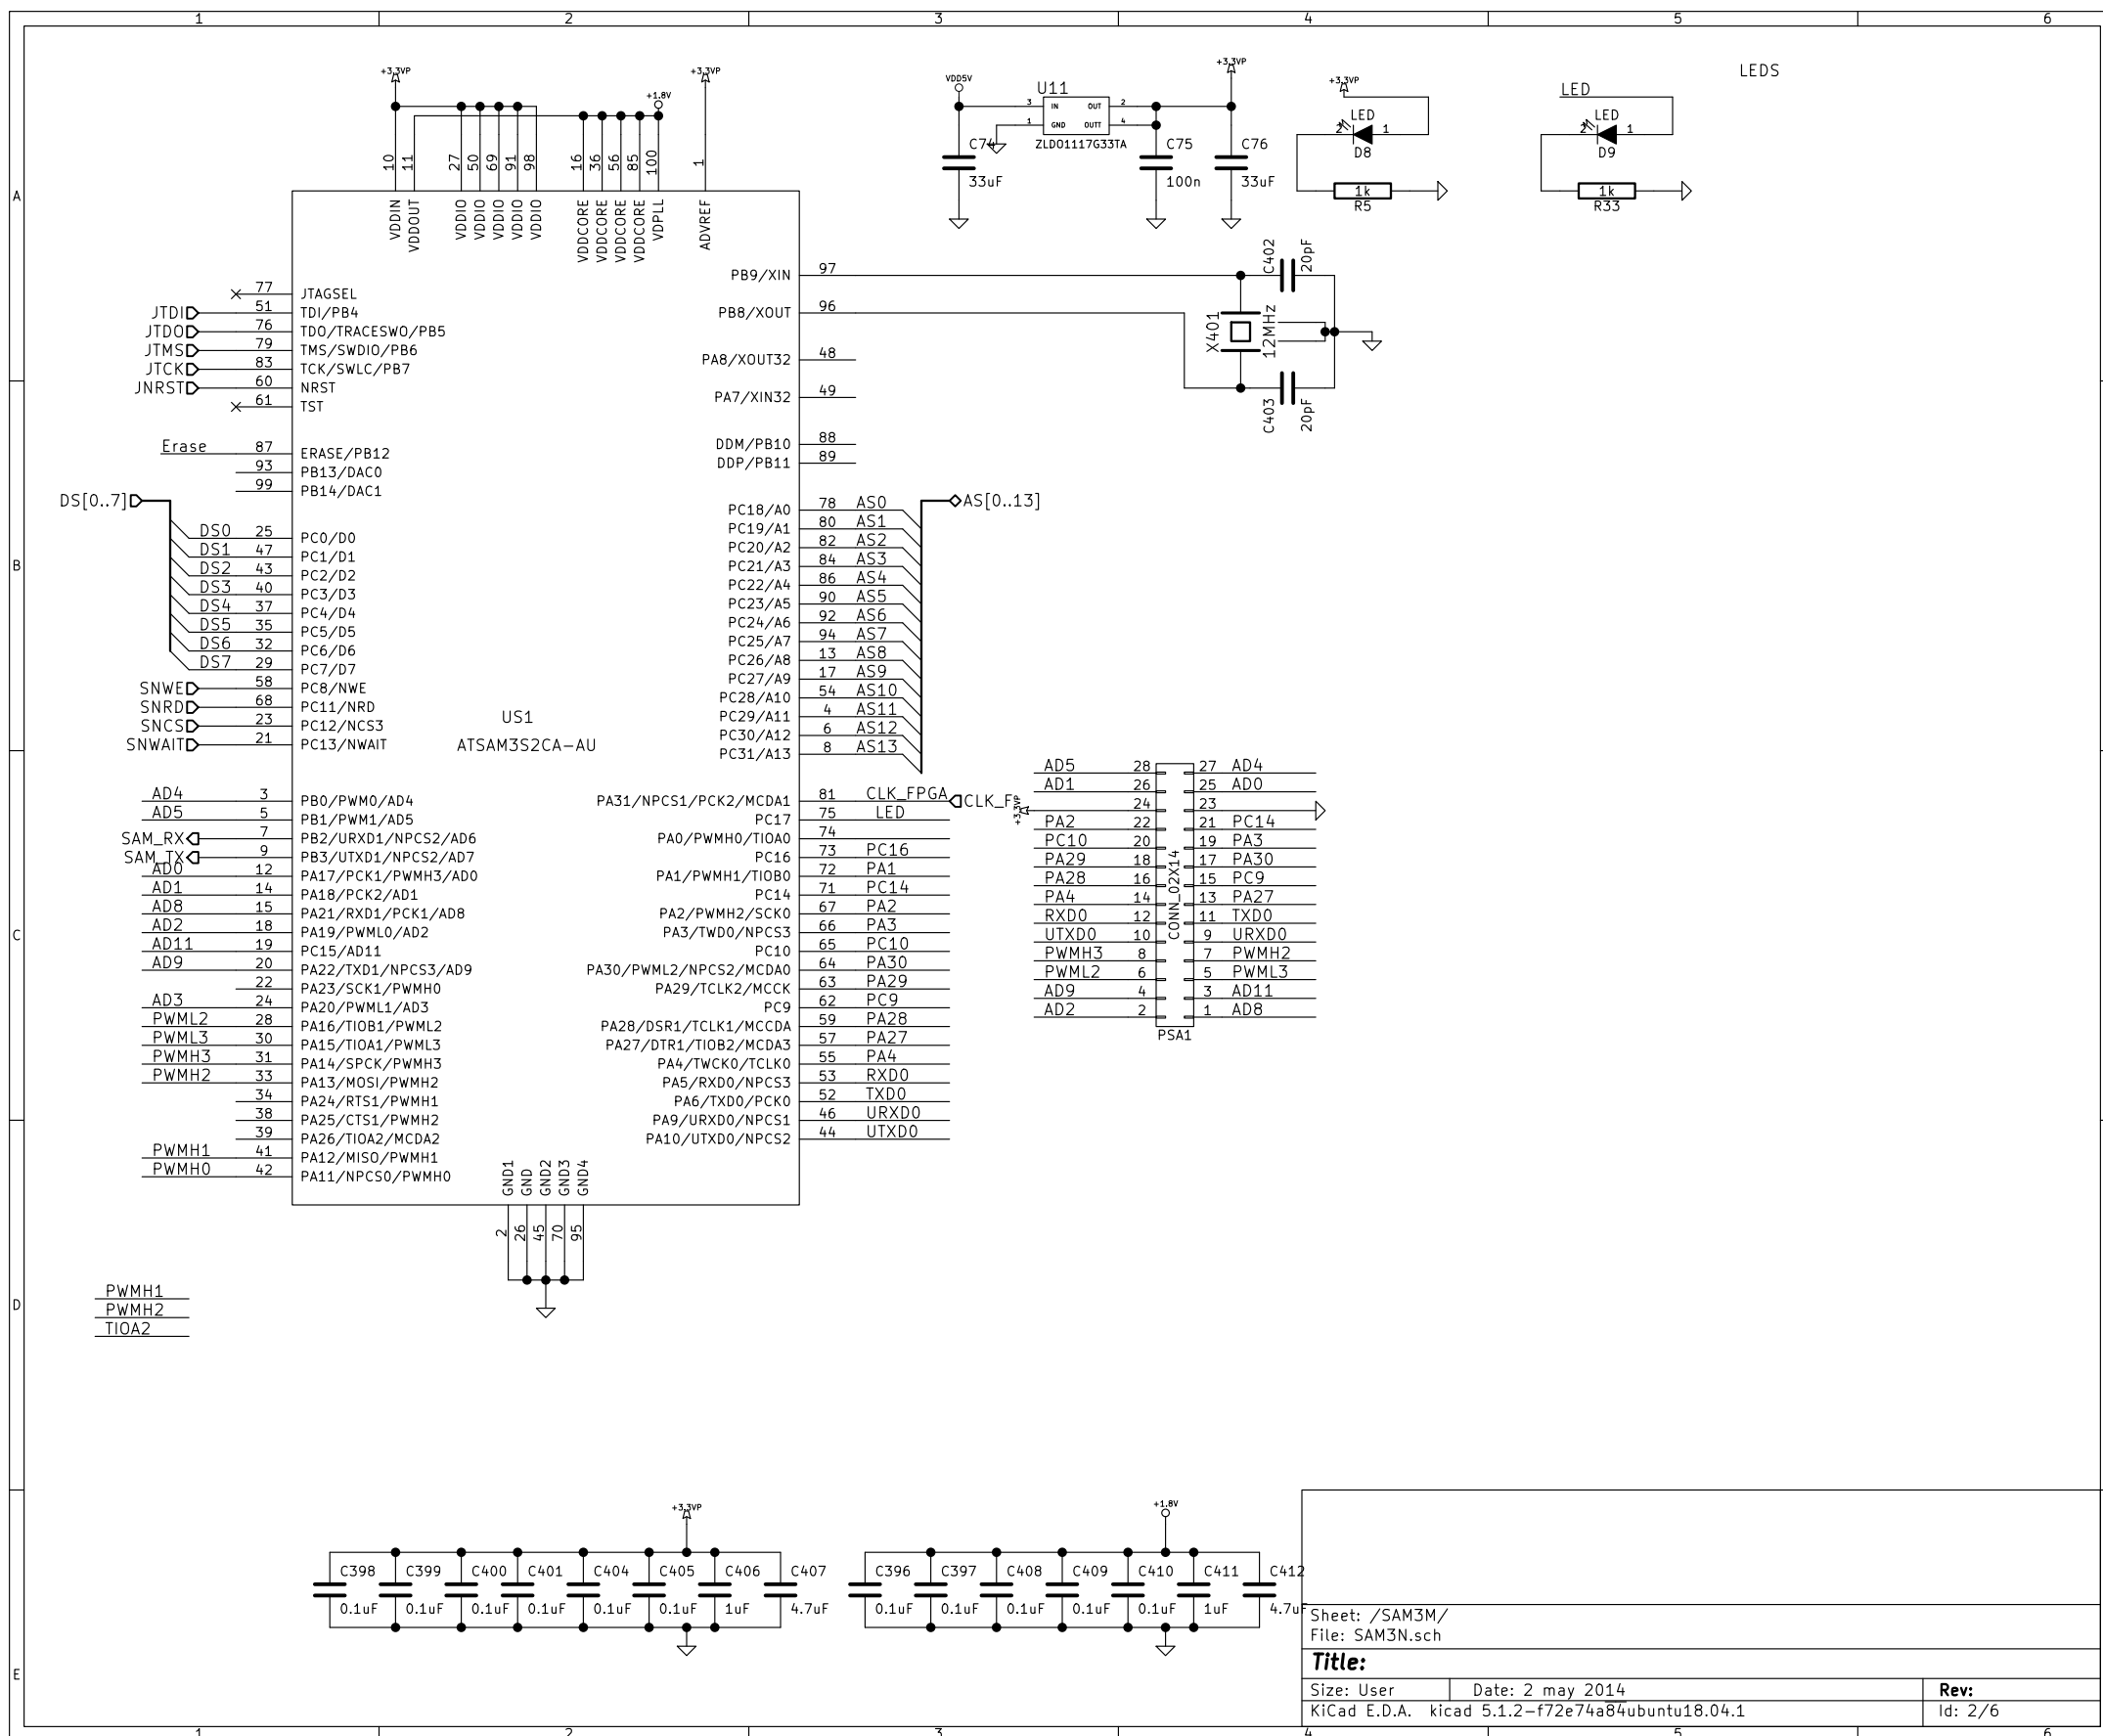 1 2 3 4 5 6
LEDS
+3.3VP
+1.8V
+3.3VP
VDD5V
U11
3 IN OUT 2
1 GND OUTT 4
ZLDO1117G33TA
C74
33uF
C75
100n
+3.3VP
C76
33uF
+3.3VP
LED
2 1
D8
1k
R5
LED
LED
2 1
D9
1k
R33
A
B
C
D
E
10 11 27 50 69 91 98 16 36 56 85 100 1
VDDIN
VDDOUT
VDDIO
VDDIO
VDDIO
VDDIO
VDDIO
VDDCORE
VDDCORE
VDDCORE
VDDCORE
VDDPLL
ADVREF
77 JTAGSEL
JTDI 51 TDI/PB4
JTDO 76 TDO/TRACESWO/PB5
JTMS 79 TMS/SWDIO/PB6
JTCK 83 TCK/SWLC/PB7
JNRST 60 NRST
61 TST
Erase 87 ERASE/PB12
93 PB13/DAC0
99 PB14/DAC1
DS[0..7]
DS0 25 PC0/D0
DS1 47 PC1/D1
DS2 43 PC2/D2
DS3 40 PC3/D3
DS4 37 PC4/D4
DS5 35 PC5/D5
DS6 32 PC6/D6
DS7 29 PC7/D7
SNWE 58 PC8/NWE
SNRD 68 PC11/NRD
SNCS 23 PC12/NCS3
SNWAIT 21 PC13/NWAIT
US1
ATSAM3S2CA-AU
AD4 3 PB0/PWM0/AD4
AD5 5 PB1/PWM1/AD5
SAM_RX 7 PB2/URXD1/NPCS2/AD6
SAM_TX 9 PB3/UTXD1/NPCS2/AD7
AD0 12 PA17/PCK1/PWMH3/AD0
AD1 14 PA18/PCK2/AD1
AD8 15 PA21/RXD1/PCK1/AD8
AD2 18 PA19/PWML0/AD2
AD11 19 PC15/AD11
AD9 20 PA22/TXD1/NPCS3/AD9
22 PA23/SCK1/PWMH0
AD3 24 PA20/PWML1/AD3
PWML2 28 PA16/TIOB1/PWML2
PWML3 30 PA15/TIOA1/PWML3
PWMH3 31 PA14/SPCK/PWMH3
PWMH2 33 PA13/MOSI/PWMH2
34 PA24/RTS1/PWMH1
38 PA25/CTS1/PWMH2
39 PA26/TIOA2/MCDA2
PWMH1 41 PA12/MISO/PWMH1
PWMH0 42 PA11/NPCS0/PWMH0
PB9/XIN 97
PB8/XOUT 96
PA8/XOUT32 48
PA7/XIN32 49
DDM/PB10 88
DDP/PB11 89
C402
20pF
X401
12MHz
C403
20pF
AS[0..13]
PC18/A0 78 AS0
PC19/A1 80 AS1
PC20/A2 82 AS2
PC21/A3 84 AS3
PC22/A4 86 AS4
PC23/A5 90 AS5
PC24/A6 92 AS6
PC25/A7 94 AS7
PC26/A8 13 AS8
PC27/A9 17 AS9
PC28/A10 54 AS10
PC29/A11 4 AS11
PC30/A12 6 AS12
PC31/A13 8 AS13
PA31/NPCS1/PCK2/MCDA1 81 CLK_FPGA CLK_F
PC17 75 LED
PA0/PWMH0/TIOA0 74
PC16 73 PC16
PA1/PWMH1/TIOB0 72 PA1
PC14 71 PC14
PA2/PWMH2/SCK0 67 PA2
PA3/TWD0/NPCS3 66 PA3
PC10 65 PC10
PA30/PWML2/NPCS2/MCDA0 64 PA30
PA29/TCLK2/MCCK 63 PA29
PC9 62 PC9
PA28/DSR1/TCLK1/MCCDA 59 PA28
PA27/DTR1/TIOB2/MCDA3 57 PA27
PA4/TWCK0/TCLK0 55 PA4
PA5/RXD0/NPCS3 53 RXD0
PA6/TXD0/PCK0 52 TXD0
PA9/URXD0/NPCS1 46 URXD0
PA10/UTXD0/NPCS2 44 UTXD0
GND1
GND
GND2
GND3
GND4
2 26 45 70 95
AD5 28 27 AD4
AD1 26 25 AD0
+3.3VP 24 23
PA2 22 21 PC14
PC10 20 19 PA3
PA29 18 17 PA30
PA28 16 15 PC9
PA4 14 13 PA27
RXD0 12 11 TXD0
UTXD0 10 9 URXD0
PWMH3 8 7 PWMH2
PWML2 6 5 PWML3
AD9 4 3 AD11
AD2 2 1 AD8
CONN_02X14
PSA1
PWMH1
PWMH2
TIOA2
+3.3VP
C398 C399 C400 C401 C404 C405 C406 C407
0.1uF 0.1uF 0.1uF 0.1uF 0.1uF 0.1uF 1uF 4.7uF
+1.8V
C396 C397 C408 C409 C410 C411 C412
0.1uF 0.1uF 0.1uF 0.1uF 0.1uF 1uF 4.7uF
Sheet: /SAM3M/
File: SAM3N.sch
Title:
Size: User Date: 2 may 2014 Rev:
KiCad E.D.A. kicad 5.1.2-f72e74a84ubuntu18.04.1 Id: 2/6
1 2 3 4 5 6